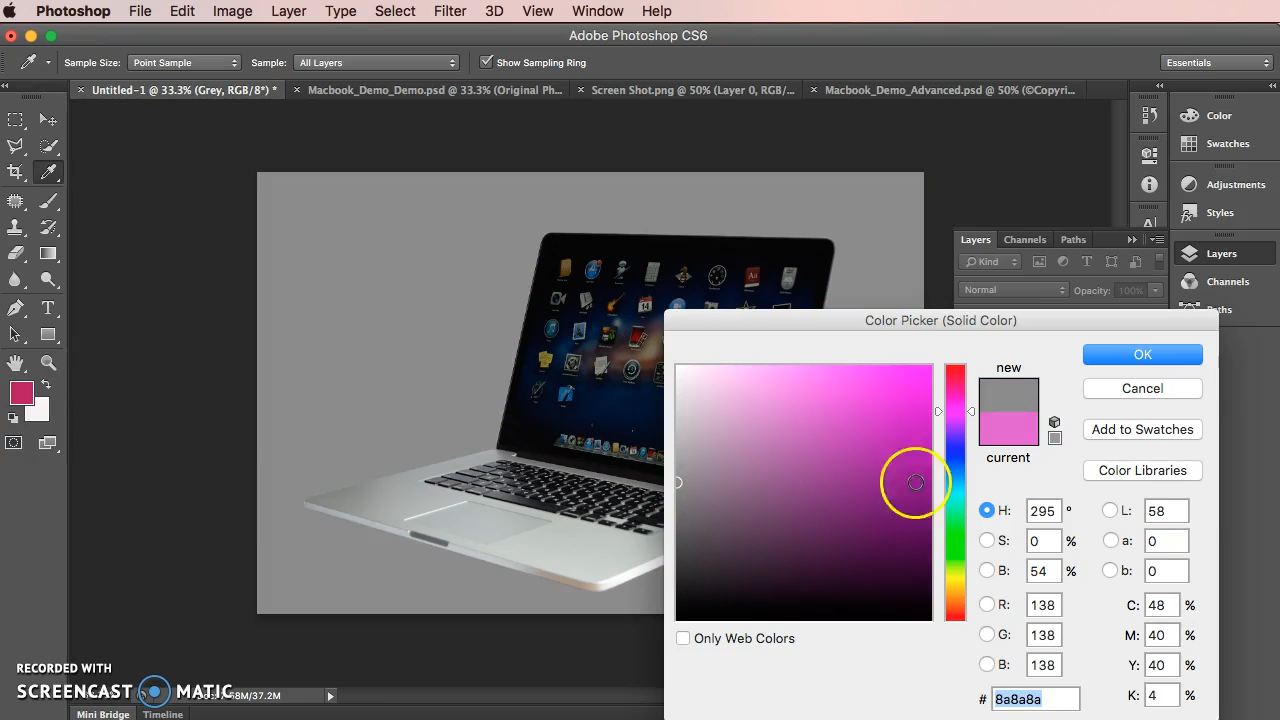 Photoshop File Edit Image Layer Type Select Filter 3D View Window Help
Adobe Photoshop CS6
Sample Size: Point Sample Sample: All Layers Show Sampling Ring Essentials
Untitled-1 @ 33.3% (Grey, RGB/8*) * Macbook_Demo_Demo.psd @ 33.3% (Original Ph... Screen Shot.png @ 50% (Layer 0, RGB/... Macbook_Demo_Advanced.psd @ 50% (©Copyri...
Color
Swatches
Adjustments
Styles
Layers
Channels
Paths
Layers Channels Paths
Kind
Normal Opacity: 100%
Color Picker (Solid Color)
new
current
OK
Cancel
Add to Swatches
Color Libraries
H: 295 ° L: 58
S: 0 % a: 0
B: 54 % b: 0
R: 138 C: 48 %
G: 138 M: 40 %
B: 138 Y: 40 %
# 8a8a8a K: 4 %
Only Web Colors
RECORDED WITH
SCREENCAST MATIC
M/37.2M
Mini Bridge Timeline